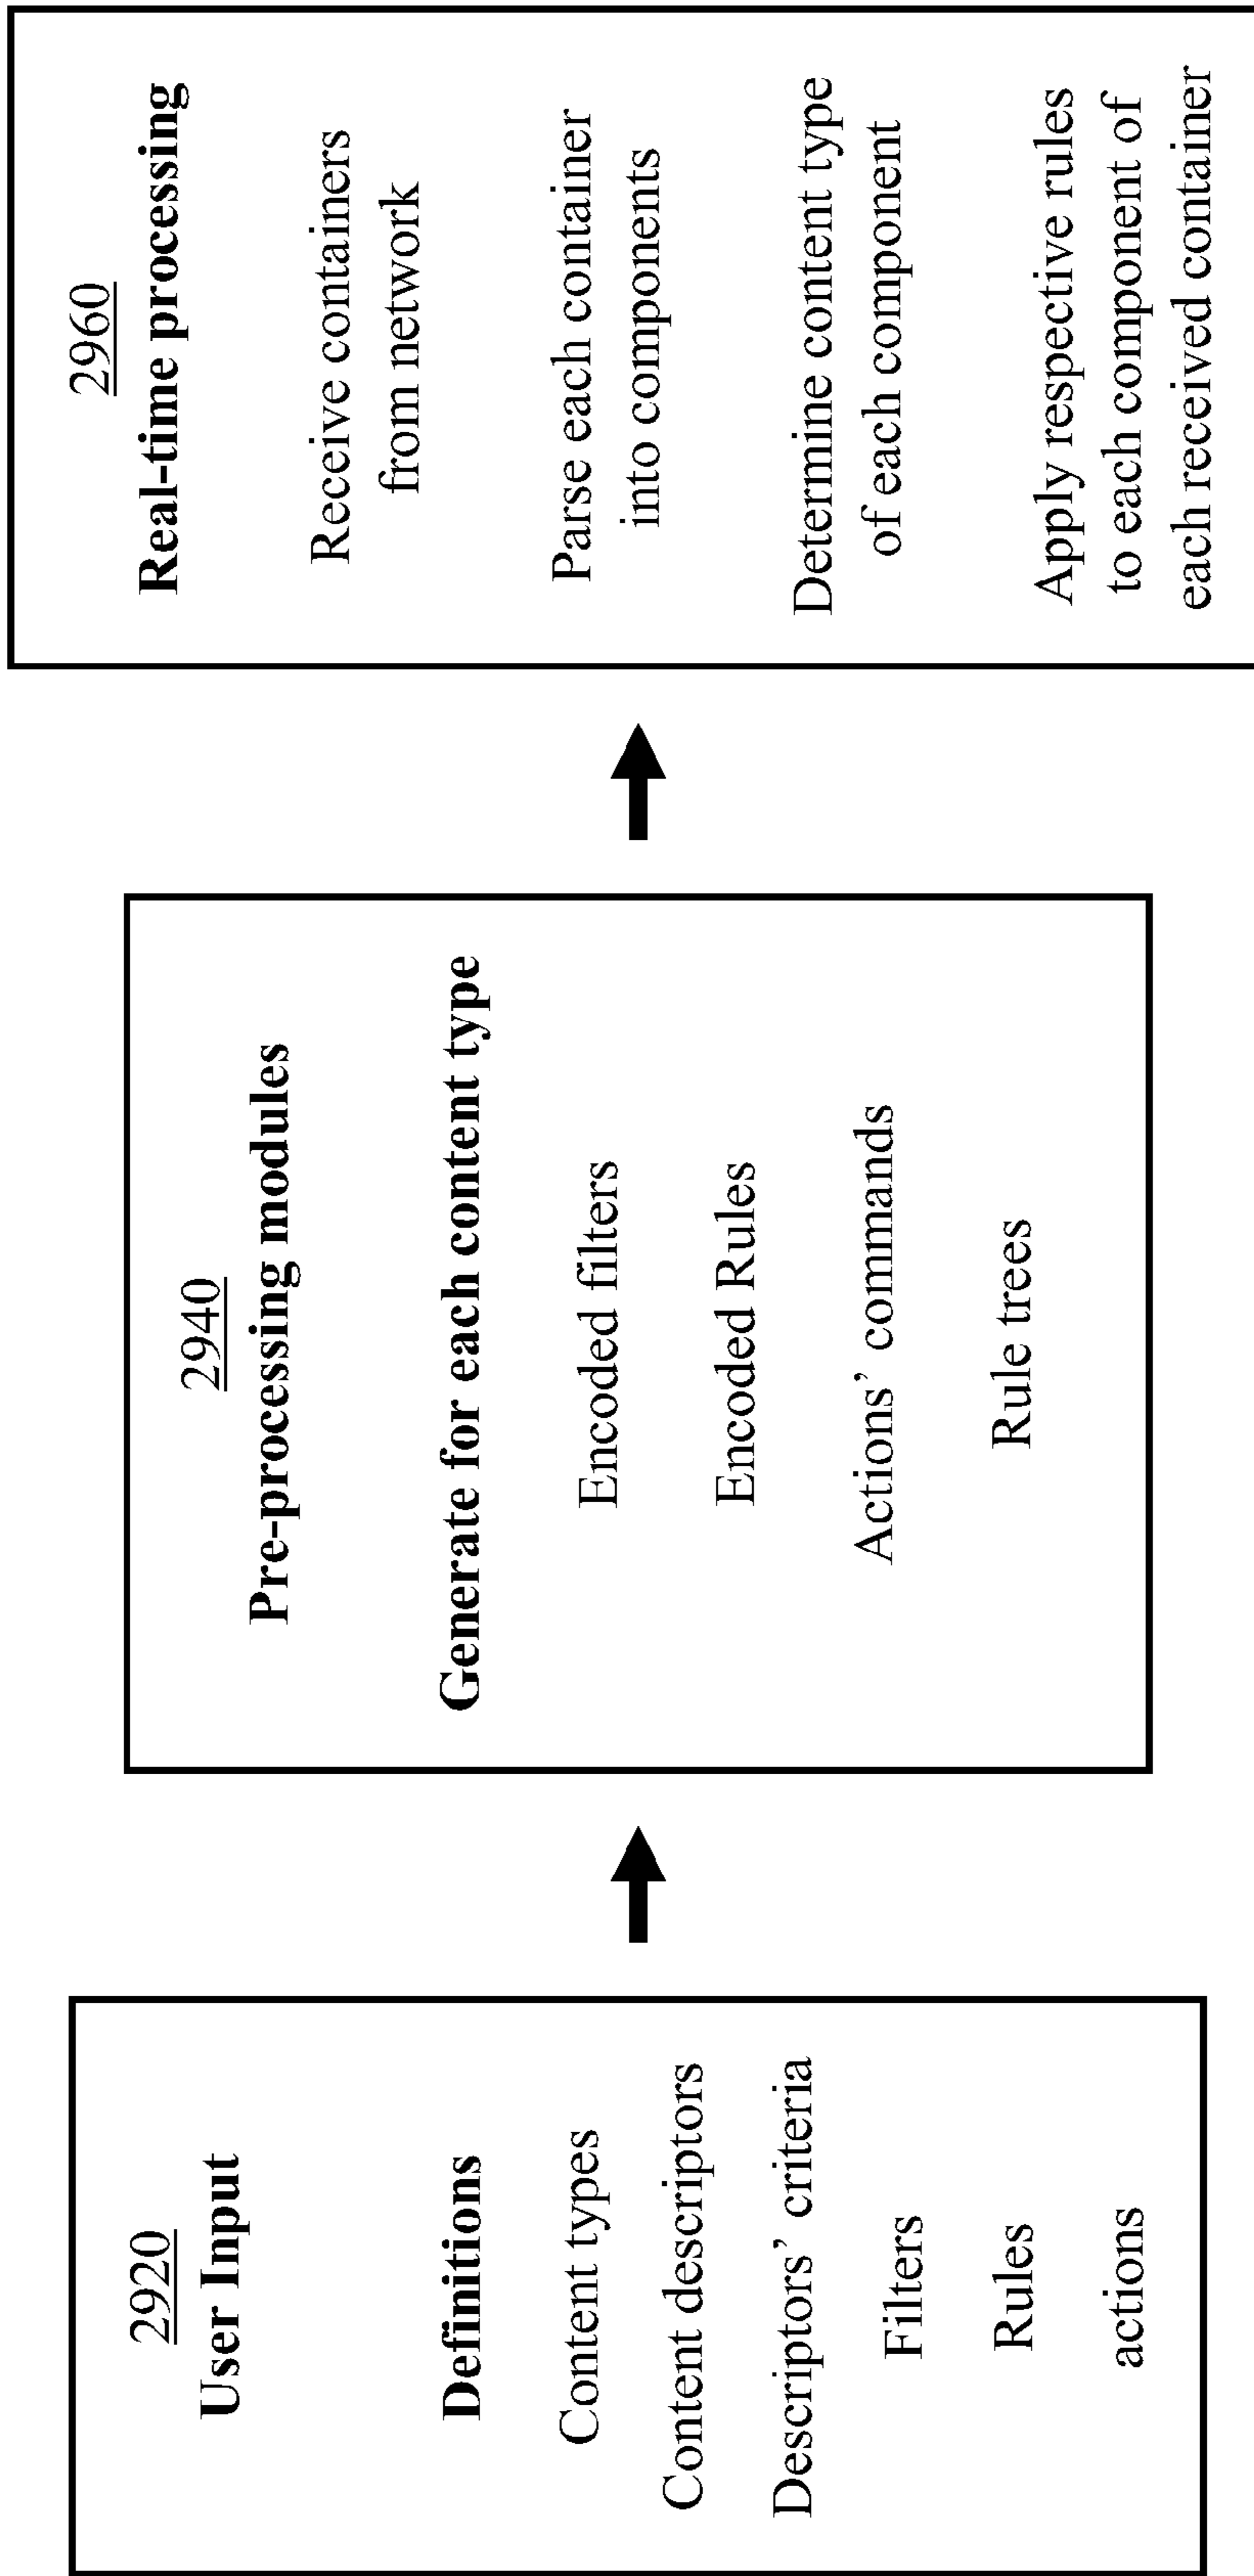 2920
User Input
Definitions
Content types
Content descriptors
Descriptors’ criteria
Filters
Rules
actions
2940
Pre-processing modules
Generate for each content type
Encoded filters
Encoded Rules
Actions’ commands
Rule trees
2960
Real-time processing
Receive containers
from network
Parse each container
into components
Determine content type
of each component
Apply respective rules
to each component of
each received container